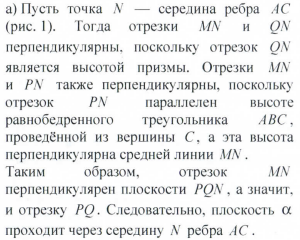 а) Пусть точка N — середина ребра AC
(рис. 1). Тогда отрезки MN и QN
перпендикулярны, поскольку отрезок QN
является высотой призмы. Отрезки MN
и PN также перпендикулярны, поскольку
отрезок PN параллелен высоте
равнобедренного треугольника ABC,
проведённой из вершины C, а эта высота
перпендикулярна средней линии MN.
Таким образом, отрезок MN
перпендикулярен плоскости PQN, а значит,
и отрезку PQ. Следовательно, плоскость α
проходит через середину N ребра AC.